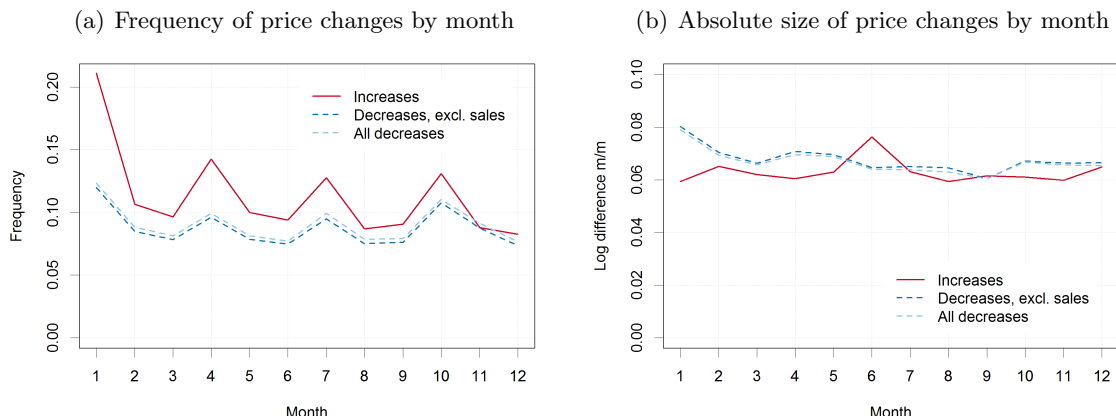 (a) Frequency of price changes by month
0.20
0.15
0.10
0.05
0.00
Frequency
Increases
Decreases, excl. sales
All decreases
1 2 3 4 5 6 7 8 9 10 11 12
Month
(b) Absolute size of price changes by month
0.10
0.08
0.06
0.04
0.02
0.00
Log difference m/m
Increases
Decreases, excl. sales
All decreases
1 2 3 4 5 6 7 8 9 10 11 12
Month